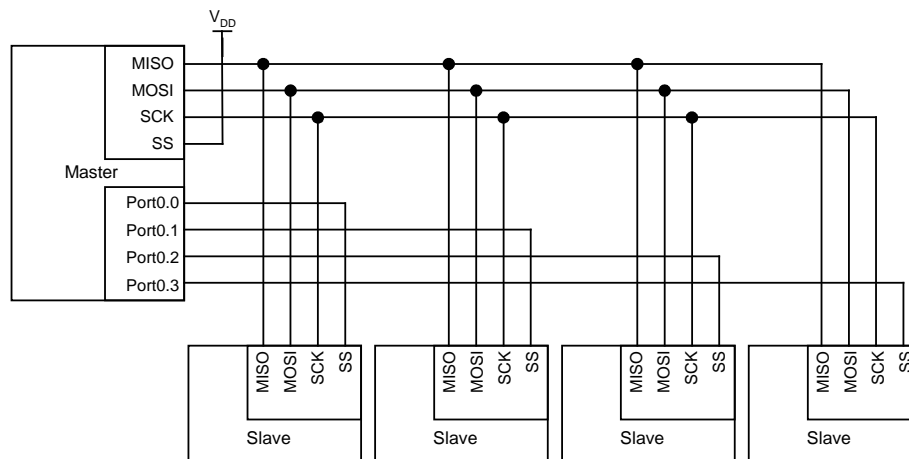 VDD
MISO
MOSI
SCK
SS
Master
Port0.0
Port0.1
Port0.2
Port0.3
MISO
MOSI
SCK
SS
Slave
MISO
MOSI
SCK
SS
Slave
MISO
MOSI
SCK
SS
Slave
MISO
MOSI
SCK
SS
Slave